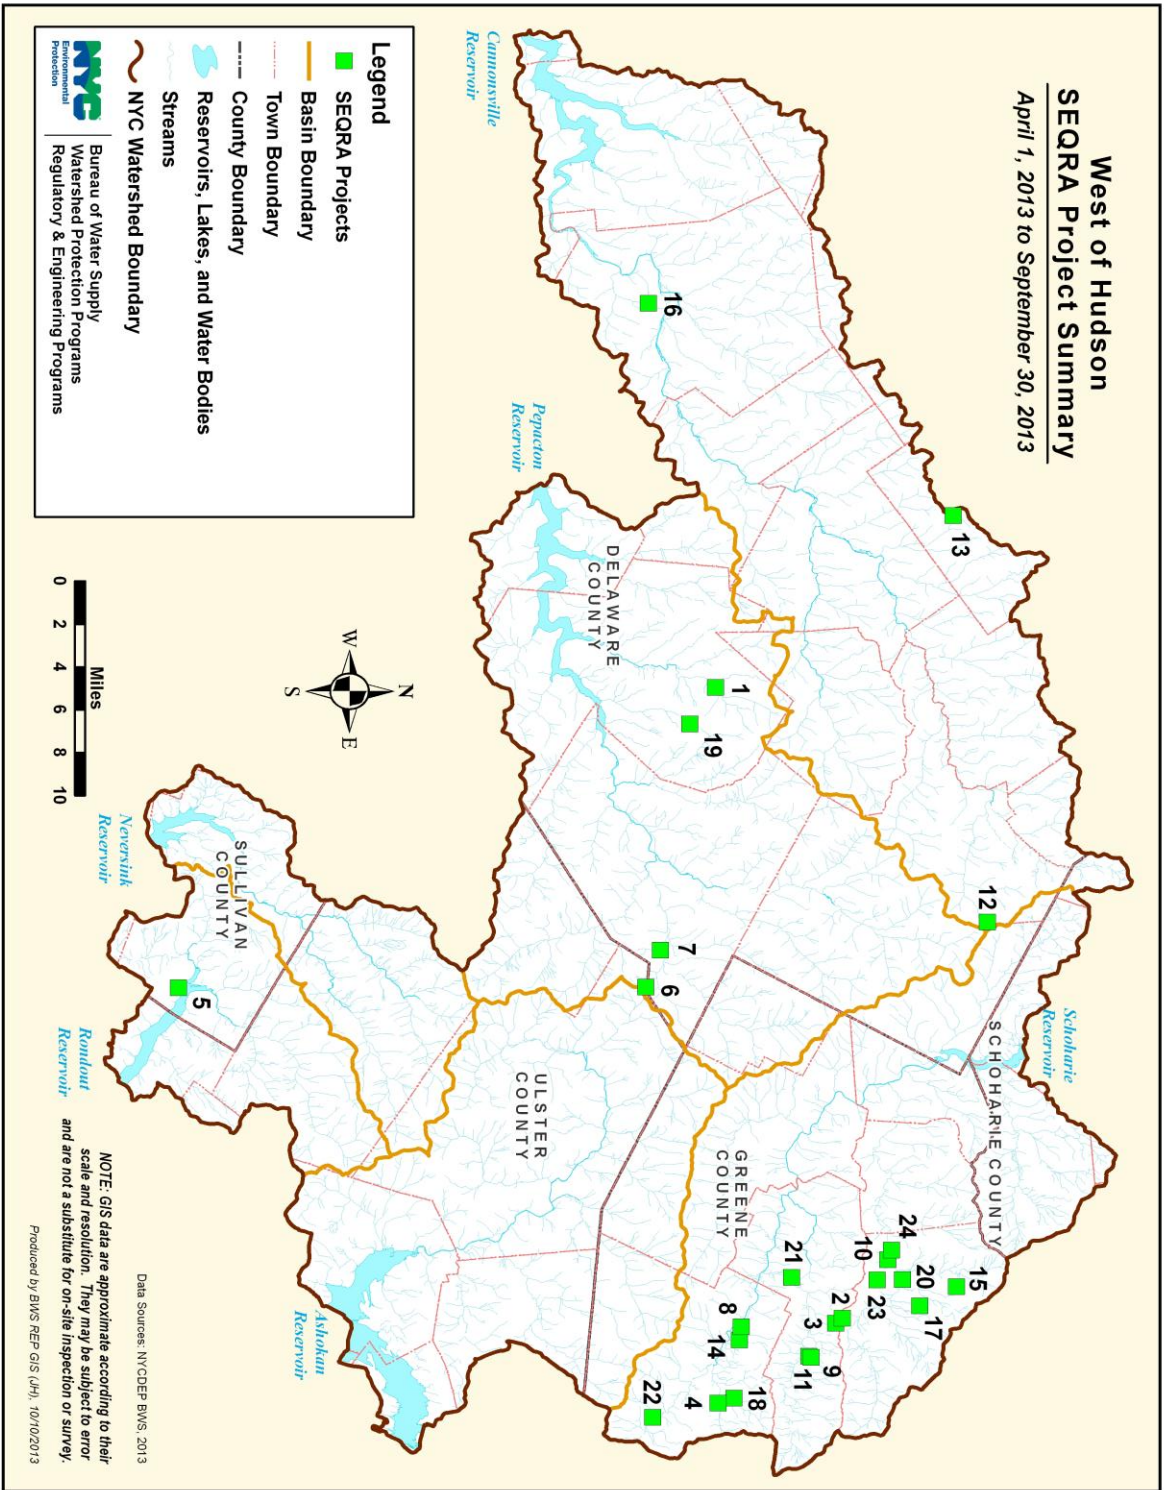 West of Hudson
SEQRA Project Summary
April 1, 2013 to September 30, 2013
Cannonsville
Reservoir
16
13
Pepacton
Reservoir
DELAWARE
COUNTY
1
19
12
7
6
Schoharie
Reservoir
SCHOHARIE COUNTY
Neversink
Reservoir
SULLIVAN
COUNTY
5
Rondout
Reservoir
ULSTER
COUNTY
GREENE
COUNTY
Ashokan
Reservoir
24
10
20
15
23
17
21
2
3
9
11
8
14
18
4
22
Legend
SEQRA Projects
Basin Boundary
Town Boundary
County Boundary
Reservoirs, Lakes, and Water Bodies
Streams
NYC Watershed Boundary
NYC
Environmental
Protection
Bureau of Water Supply
Watershed Protection Programs
Regulatory & Engineering Programs
N
W
E
S
Miles
0 2 4 6 8 10
Data Sources: NYCDEP, BWS, 2013
NOTE: GIS data are approximate according to their
scale and resolution. They may be subject to error
and are not a substitute for on-site inspection or survey.
Produced by BWS REP GIS (JH), 10/10/2013